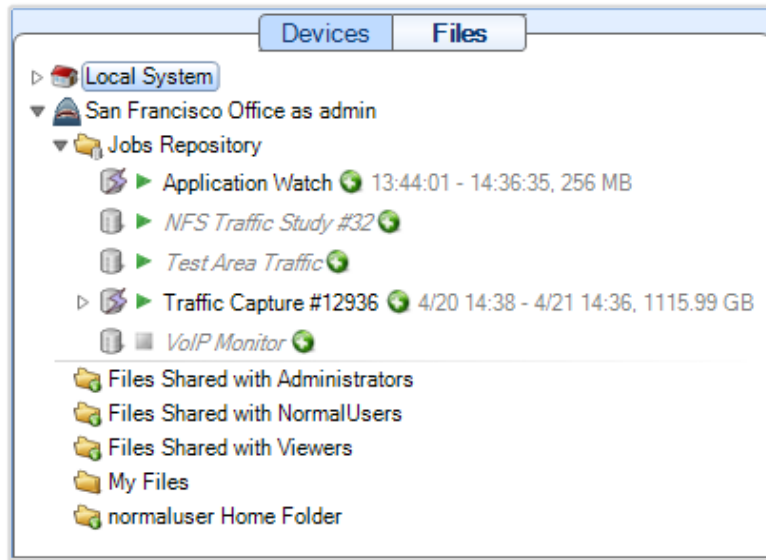 Devices Files
Local System
San Francisco Office as admin
Jobs Repository
Application Watch 13:44:01 - 14:36:35, 256 MB
NFS Traffic Study #32
Test Area Traffic
Traffic Capture #12936 4/20 14:38 - 4/21 14:36, 1115.99 GB
VoIP Monitor
Files Shared with Administrators
Files Shared with NormalUsers
Files Shared with Viewers
My Files
normaluser Home Folder